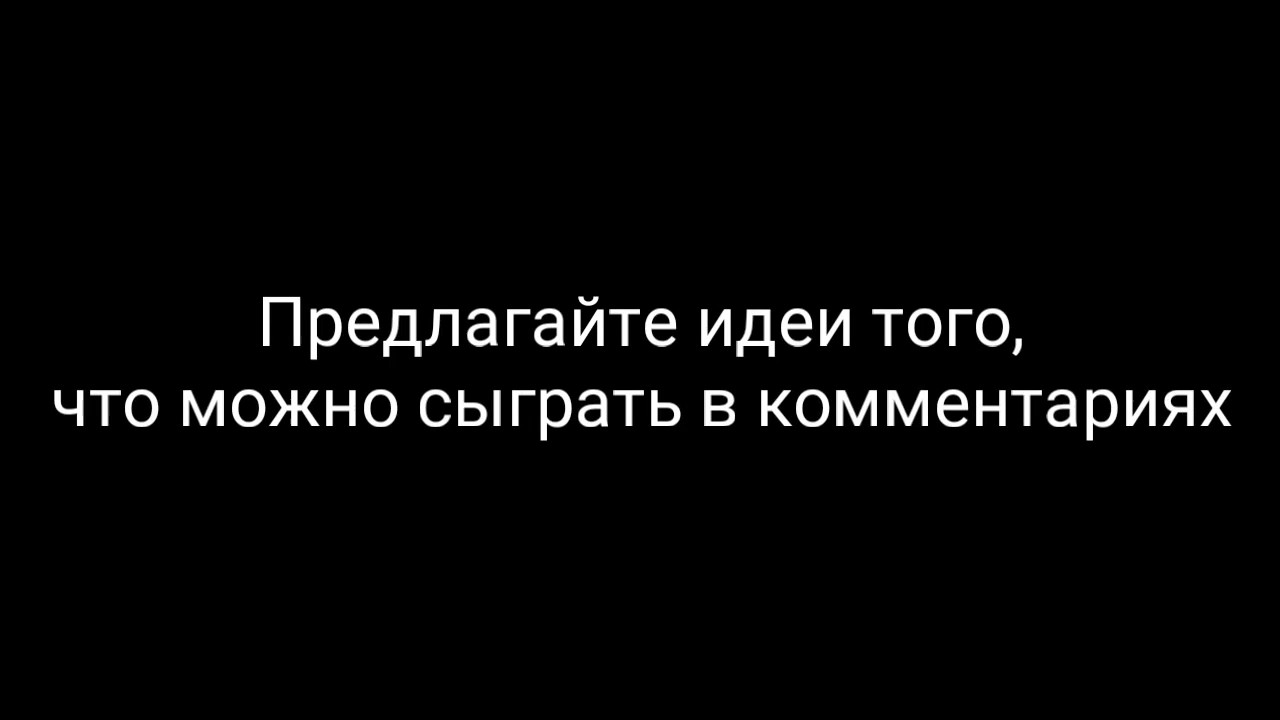 Предлагайте идеи того,
что можно сыграть в комментариях